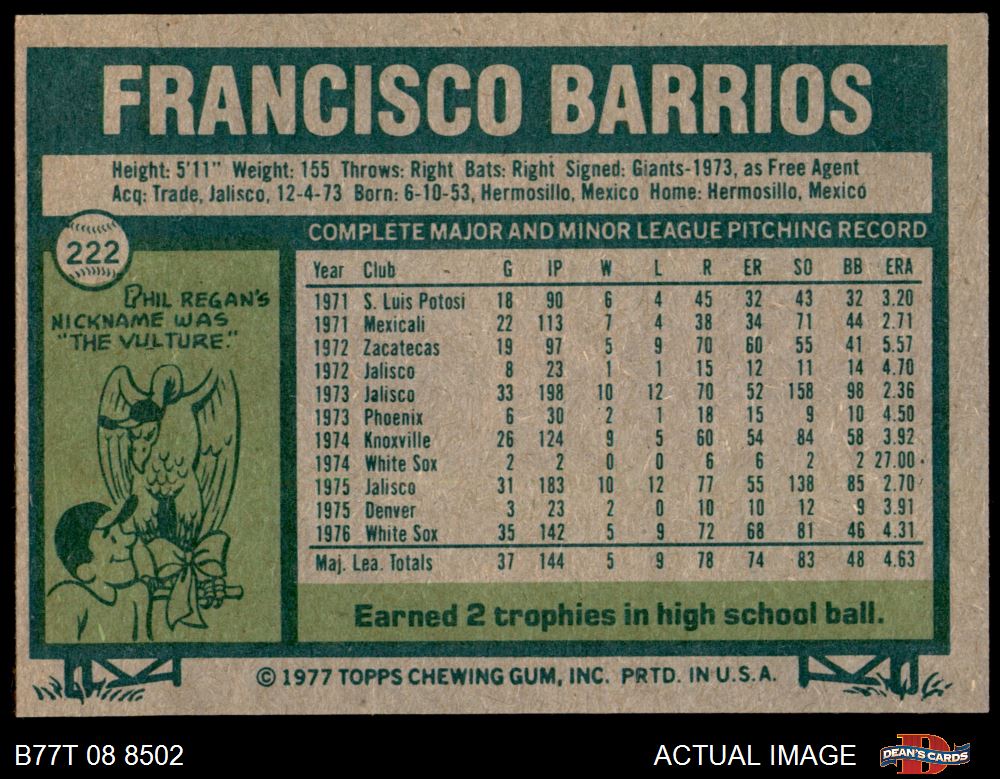 FRANCISCO BARRIOS
Height: 5'11" Weight: 155 Throws: Right Bats: Right Signed: Giants-1973, as Free Agent
Acq: Trade, Jalisco, 12-4-73 Born: 6-10-53, Hermosillo, Mexico Home: Hermosillo, Mexico
222
PHIL REGAN'S
NICKNAME WAS
"THE VULTURE."
COMPLETE MAJOR AND MINOR LEAGUE PITCHING RECORD
Year Club G IP W L R ER SO BB ERA
1971 S. Luis Potosi 18 90 6 4 45 32 43 32 3.20
1971 Mexicali 22 113 7 4 38 34 71 44 2.71
1972 Zacatecas 19 97 5 9 70 60 55 41 5.57
1972 Jalisco 8 23 1 1 15 12 11 14 4.70
1973 Jalisco 33 198 10 12 70 52 158 98 2.36
1973 Phoenix 6 30 2 1 18 15 9 10 4.50
1974 Knoxville 26 124 9 5 60 54 84 58 3.92
1974 White Sox 2 2 0 0 6 6 2 2 27.00
1975 Jalisco 31 183 10 12 77 55 138 85 2.70
1975 Denver 3 23 2 0 10 10 12 9 3.91
1976 White Sox 35 142 5 9 72 68 81 46 4.31
Maj. Lea. Totals 37 144 5 9 78 74 83 48 4.63
Earned 2 trophies in high school ball.
© 1977 TOPPS CHEWING GUM, INC. PRTD. IN U.S.A.
B77T 08 8502
ACTUAL IMAGE
D
DEAN'S CARDS